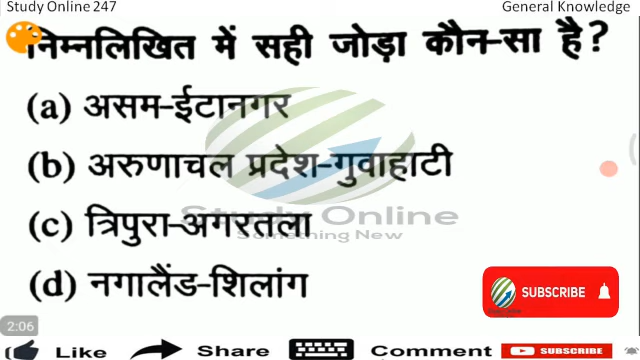 Study Online 247 General Knowledge
निम्नलिखित में सही जोड़ा कौन-सा है?
(a) असम-ईटानगर
(b) अरुणाचल प्रदेश-गुवाहाटी
Study Online
(c) त्रिपुरा-अगरतला
Something New
(d) नगालैंड-शिलांग
SUBSCRIBE
2:06
Like Share Comment SUBSCRIBE